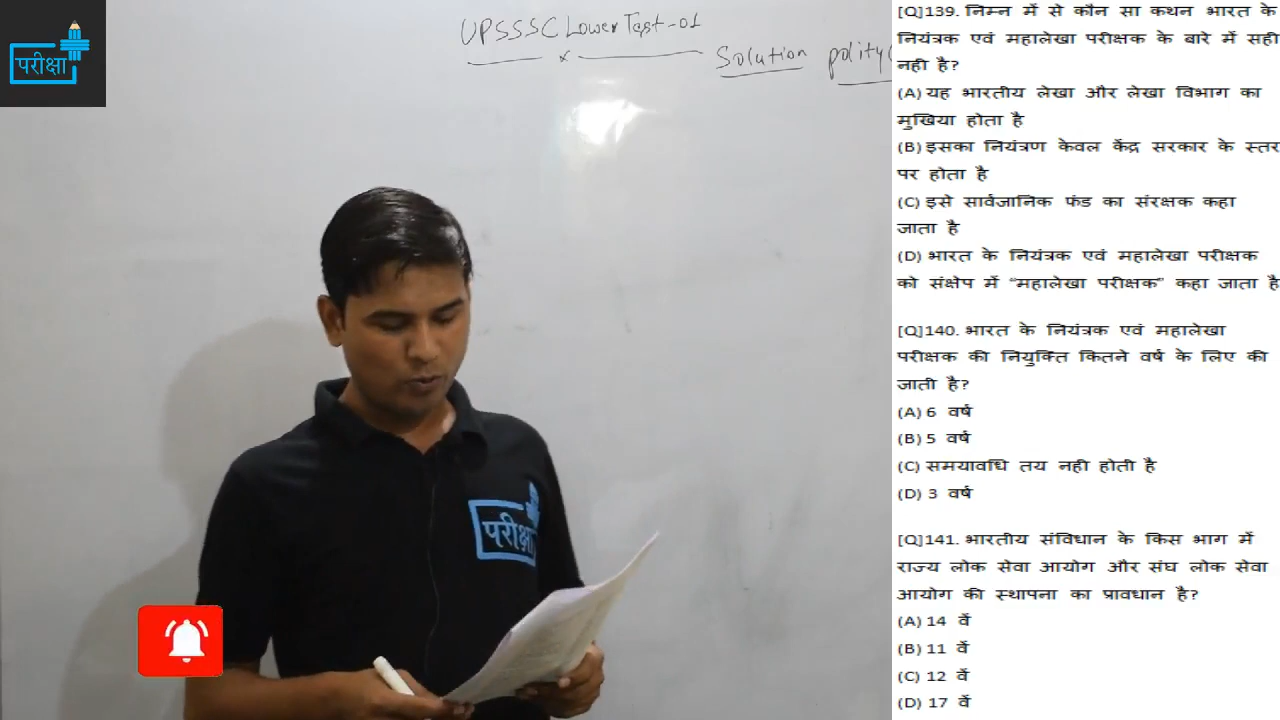 परीक्षा
UPSSSC Lower Test-01
Solution polity(
परीक्षा
[Q]139. निम्न में से कौन सा कथन भारत के
नियंत्रक एवं महालेखा परीक्षक के बारे में सही
नही है?
(A) यह भारतीय लेखा और लेखा विभाग का
मुखिया होता है
(B) इसका नियंत्रण केवल केंद्र सरकार के स्तर
पर होता है
(C) इसे सार्वजानिक फंड का संरक्षक कहा
जाता है
(D) भारत के नियंत्रक एवं महालेखा परीक्षक
को संक्षेप में “महालेखा परीक्षक” कहा जाता है
[Q]140. भारत के नियंत्रक एवं महालेखा
परीक्षक की नियुक्ति कितने वर्ष के लिए की
जाती है?
(A) 6 वर्ष
(B) 5 वर्ष
(C) समयावधि तय नही होती है
(D) 3 वर्ष
[Q]141. भारतीय संविधान के किस भाग में
राज्य लोक सेवा आयोग और संघ लोक सेवा
आयोग की स्थापना का प्रावधान है?
(A) 14 वें
(B) 11 वें
(C) 12 वें
(D) 17 वें